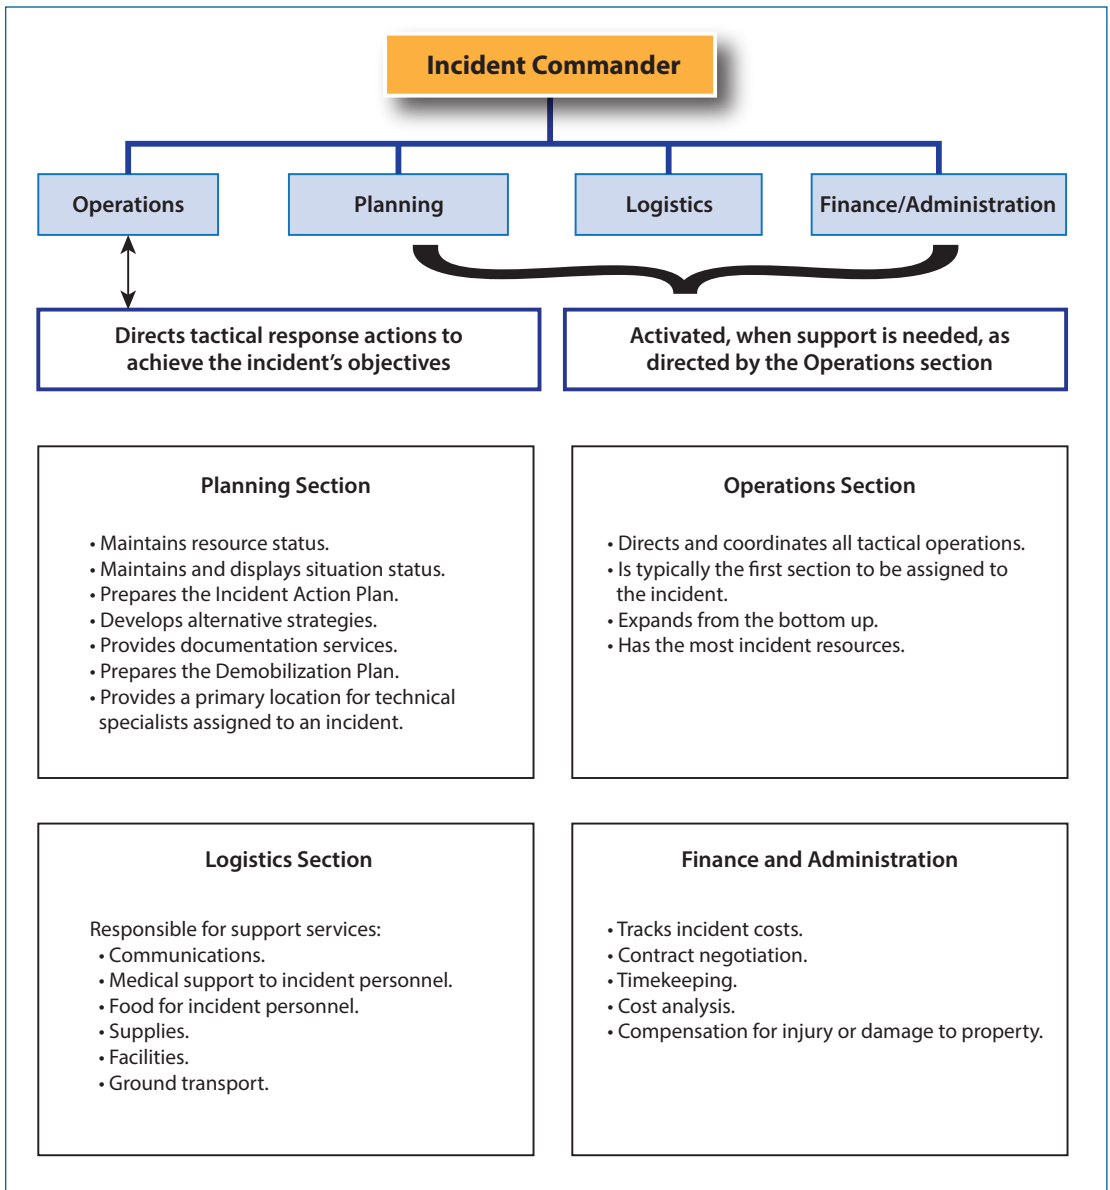 Incident Commander
Operations
Planning
Logistics
Finance/Administration
Directs tactical response actions to
achieve the incident’s objectives
Activated, when support is needed, as
directed by the Operations section
Planning Section
• Maintains resource status.
• Maintains and displays situation status.
• Prepares the Incident Action Plan.
• Develops alternative strategies.
• Provides documentation services.
• Prepares the Demobilization Plan.
• Provides a primary location for technical
specialists assigned to an incident.
Operations Section
• Directs and coordinates all tactical operations.
• Is typically the first section to be assigned to
the incident.
• Expands from the bottom up.
• Has the most incident resources.
Logistics Section
Responsible for support services:
• Communications.
• Medical support to incident personnel.
• Food for incident personnel.
• Supplies.
• Facilities.
• Ground transport.
Finance and Administration
• Tracks incident costs.
• Contract negotiation.
• Timekeeping.
• Cost analysis.
• Compensation for injury or damage to property.